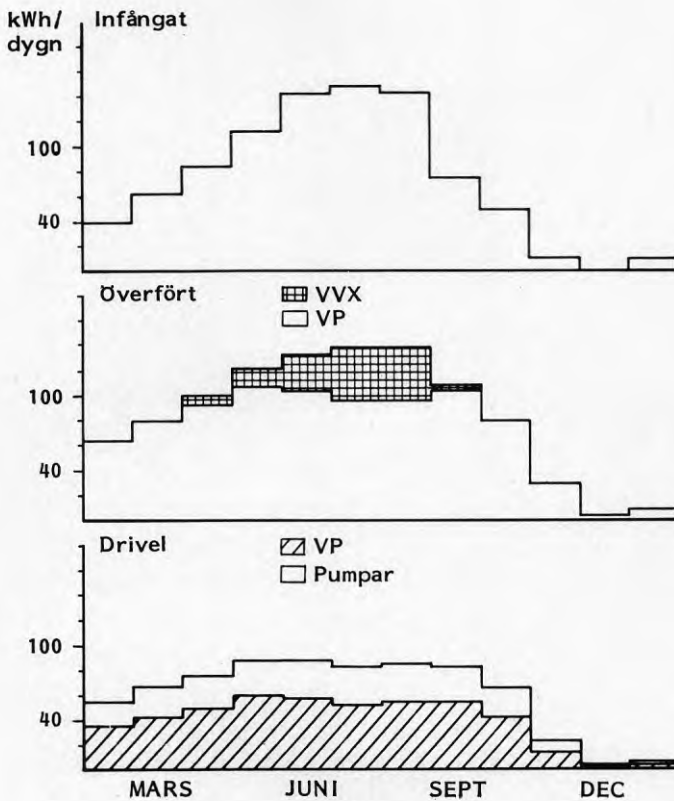 kWh/
dygn
Infångat
100
40
Överfört
VVX
VP
100
40
Drivel
VP
Pumpar
100
40
MARS JUNI SEPT DEC